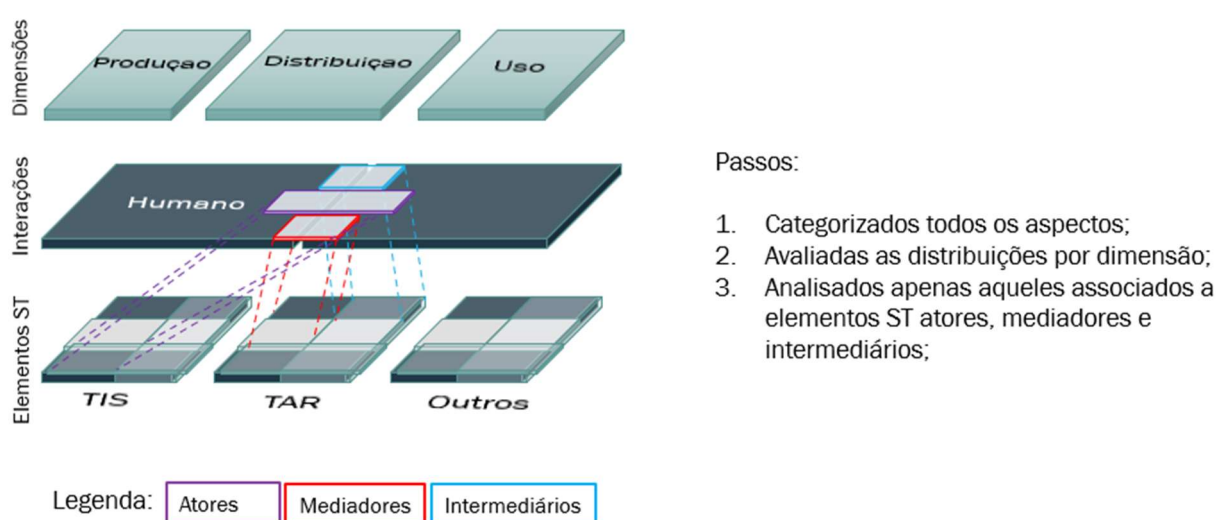 Dimensões
Produçao
Distribuiçao
Uso
Interações
Humano
Elementos ST
TIS
TAR
Outros
Legenda:
Atores
Mediadores
Intermediários
Passos:
1. Categorizados todos os aspectos;
2. Avaliadas as distribuições por dimensão;
3. Analisados apenas aqueles associados a
elementos ST atores, mediadores e
intermediários;